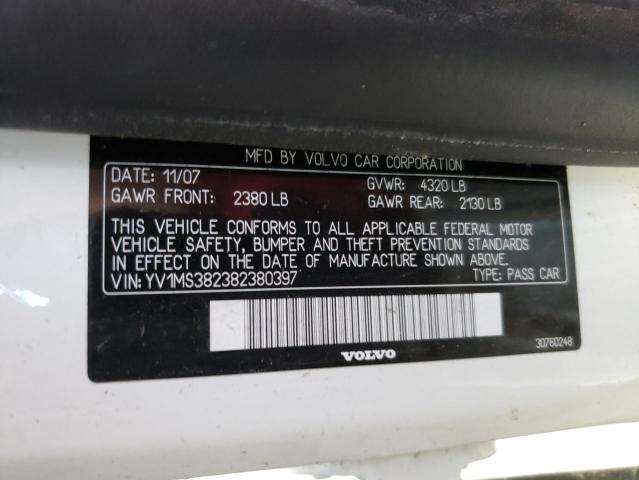 MFD BY VOLVO CAR CORPORATION
DATE: 11/07 GVWR: 4320 LB
GAWR FRONT: 2380 LB GAWR REAR: 2130 LB
THIS VEHICLE CONFORMS TO ALL APPLICABLE FEDERAL MOTOR
VEHICLE SAFETY, BUMPER AND THEFT PREVENTION STANDARDS
IN EFFECT ON THE DATE OF MANUFACTURE SHOWN ABOVE.
VIN: YV1MS382382380397 TYPE: PASS CAR
VOLVO 30760248